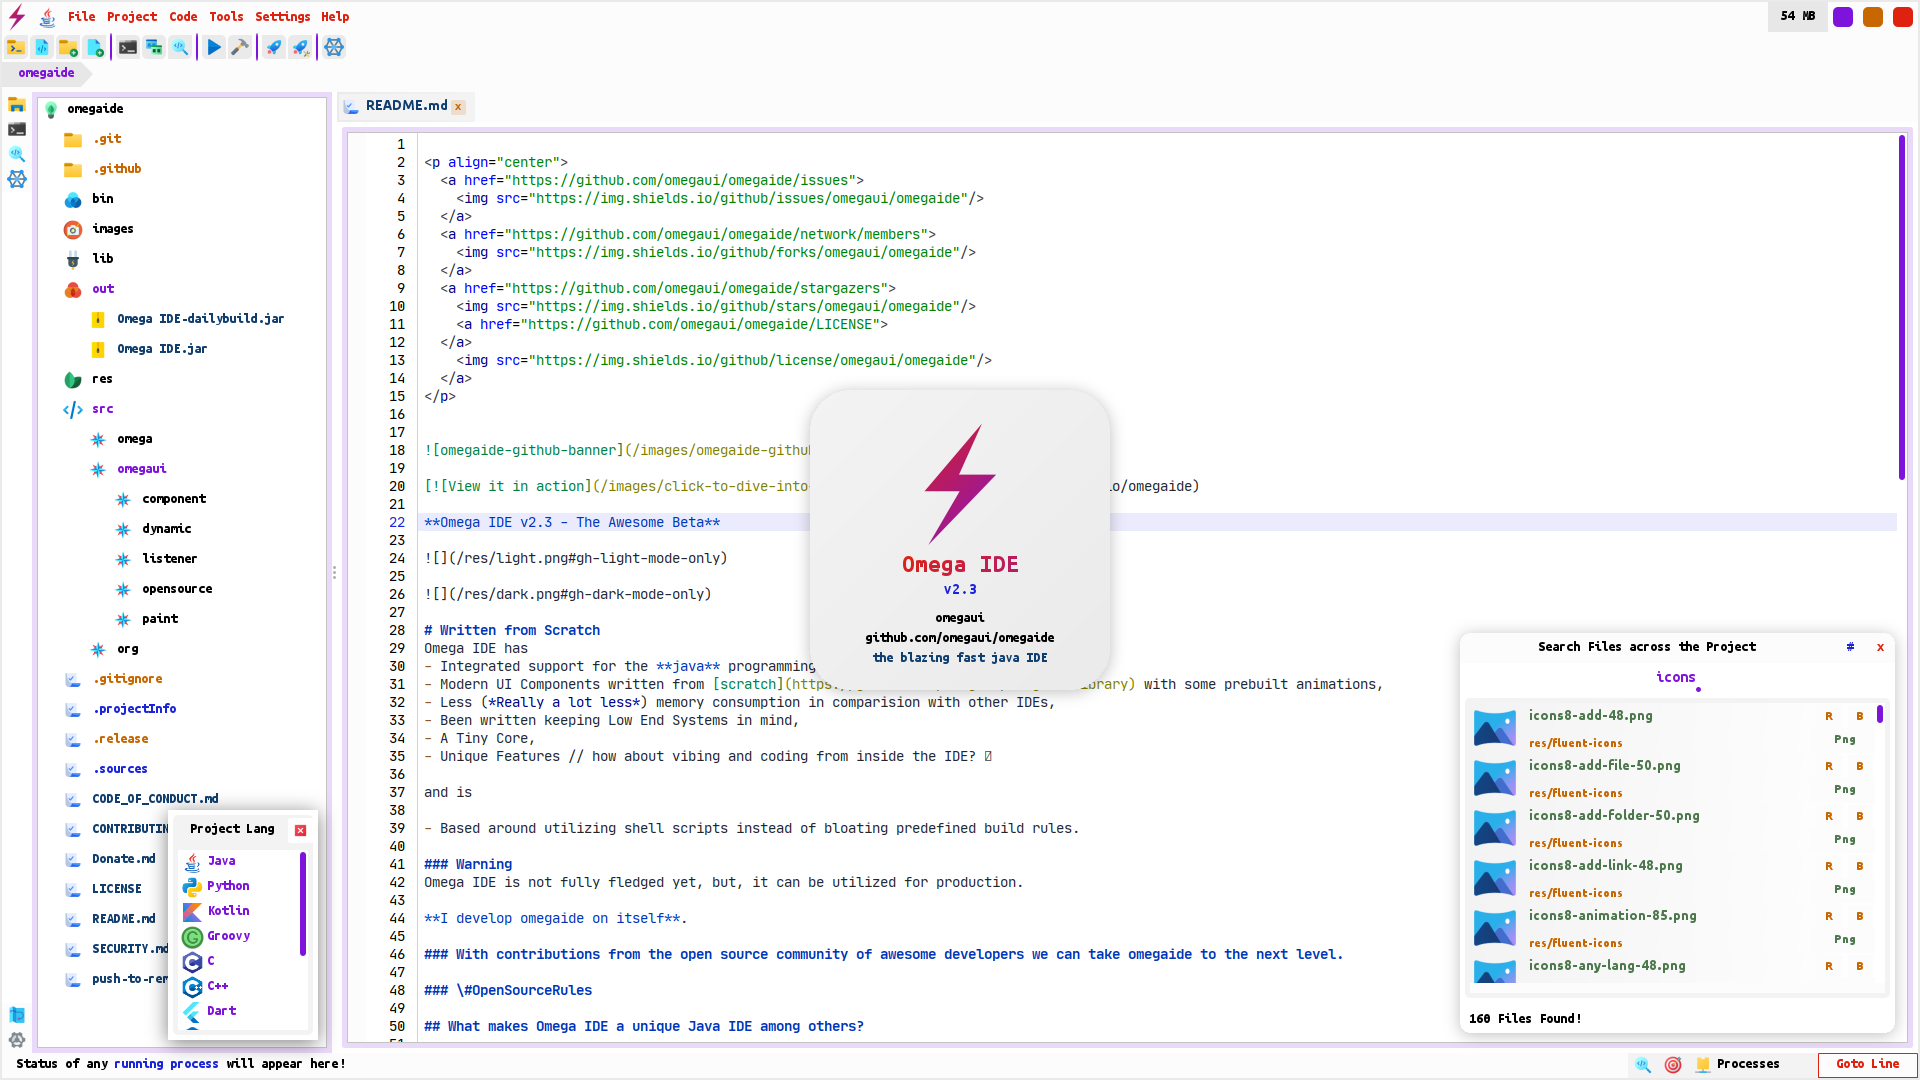 File Project Code Tools Settings Help
54 MB
omegaide
omegaide
.git
.github
bin
images
lib
out
Omega IDE-dailybuild.jar
Omega IDE.jar
res
src
omega
omegaui
component
dynamic
listener
opensource
paint
org
.gitignore
.projectInfo
.release
.sources
CODE_OF_CONDUCT.md
CONTRIBUTIN
Donate.md
LICENSE
README.md
SECURITY.md
push-to-rem
Project Lang x
Java
Python
Kotlin
Groovy
C
C++
Dart
README.md x
1
2 <p align="center">
3 <a href="https://github.com/omegaui/omegaide/issues">
4 <img src="https://img.shields.io/github/issues/omegaui/omegaide"/>
5 </a>
6 <a href="https://github.com/omegaui/omegaide/network/members">
7 <img src="https://img.shields.io/github/forks/omegaui/omegaide"/>
8 </a>
9 <a href="https://github.com/omegaui/omegaide/stargazers">
10 <img src="https://img.shields.io/github/stars/omegaui/omegaide"/>
11 <a href="https://github.com/omegaui/omegaide/LICENSE">
12 </a>
13 <img src="https://img.shields.io/github/license/omegaui/omegaide"/>
14 </a>
15 </p>
16
17
18 ![omegaide-github-banner](/images/omegaide-githu
19
20 [![View it in action](/images/click-to-dive-into io/omegaide)
21
22 **Omega IDE v2.3 - The Awesome Beta**
23
24 ![](/res/light.png#gh-light-mode-only)
25
26 ![](/res/dark.png#gh-dark-mode-only)
27
28 # Written from Scratch
29 Omega IDE has
30 - Integrated support for the **java** programming
31 - Modern UI Components written from [scratch](https: brary) with some prebuilt animations,
32 - Less (*Really a lot less*) memory consumption in comparision with other IDEs,
33 - Been written keeping Low End Systems in mind,
34 - A Tiny Core,
35 - Unique Features // how about vibing and coding from inside the IDE?
36
37 and is
38
39 - Based around utilizing shell scripts instead of bloating predefined build rules.
40
41 ### Warning
42 Omega IDE is not fully fledged yet, but, it can be utilized for production.
43
44 **I develop omegaide on itself**.
45
46 ### With contributions from the open source community of awesome developers we can take omegaide to the next level.
47
48 ### \#OpenSourceRules
49
50 ## What makes Omega IDE a unique Java IDE among others?
Omega IDE
v2.3
omegaui
github.com/omegaui/omegaide
the blazing fast java IDE
Search Files across the Project # x
icons
icons8-add-48.png R B
res/fluent-icons Png
icons8-add-file-50.png R B
res/fluent-icons Png
icons8-add-folder-50.png R B
res/fluent-icons Png
icons8-add-link-48.png R B
res/fluent-icons Png
icons8-animation-85.png R B
res/fluent-icons Png
icons8-any-lang-48.png R B
160 Files Found!
Status of any running process will appear here!
Processes
Goto Line